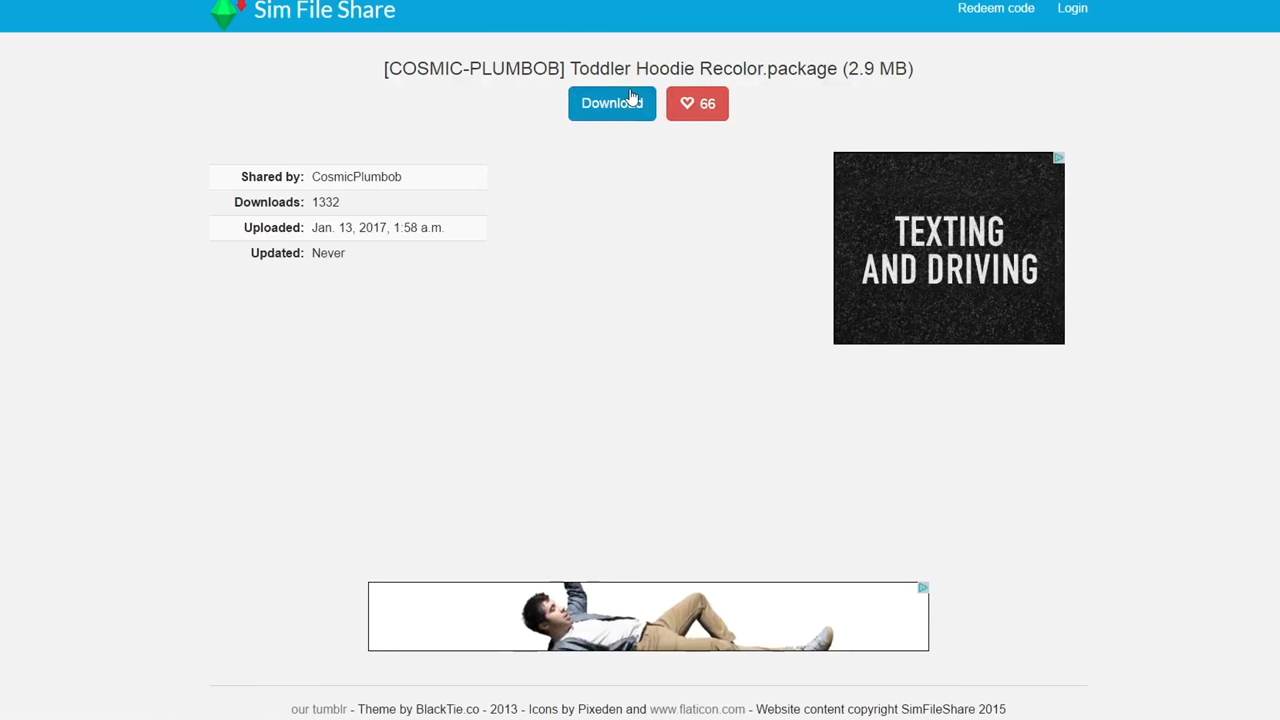 Sim File Share
Redeem code Login
[COSMIC-PLUMBOB] Toddler Hoodie Recolor.package (2.9 MB)
Download 66
Shared by: CosmicPlumbob
Downloads: 1332
Uploaded: Jan. 13, 2017, 1:58 a.m.
Updated: Never
TEXTING
AND DRIVING
our tumblr - Theme by BlackTie.co - 2013 - Icons by Pixeden and www.flaticon.com - Website content copyright SimFileShare 2015